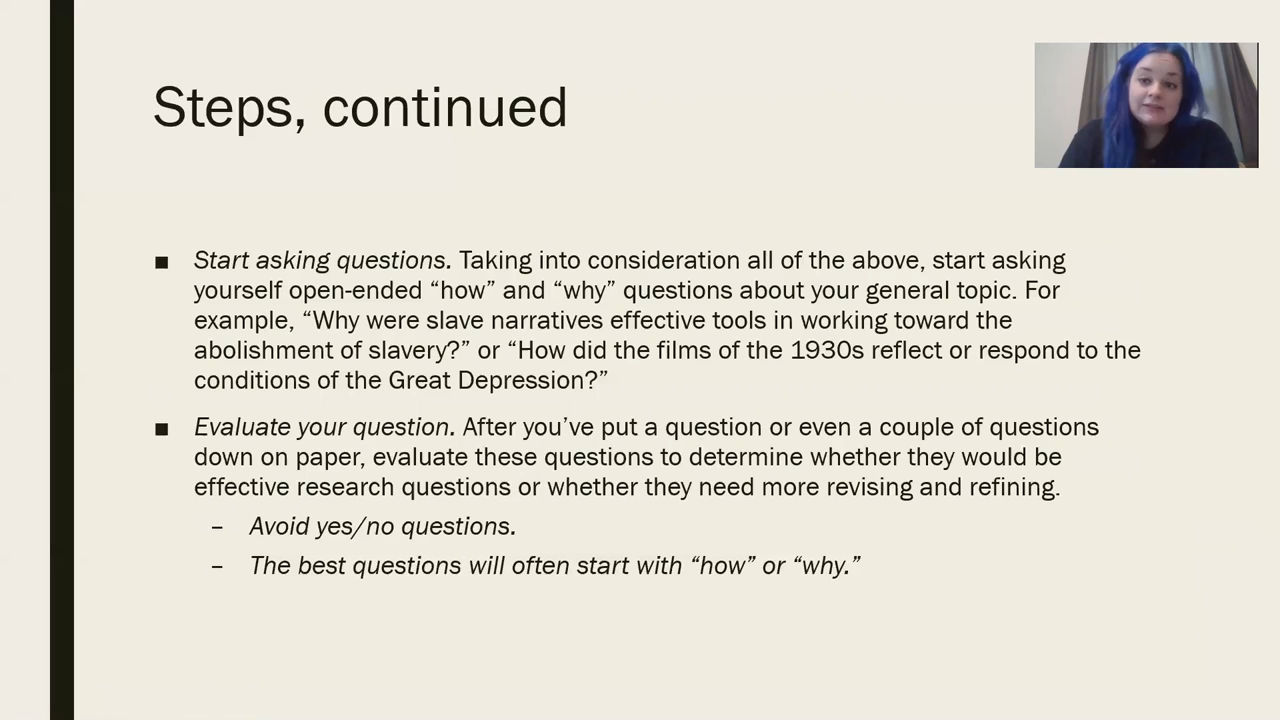 Steps, continued
▪ Start asking questions. Taking into consideration all of the above, start asking
yourself open-ended “how” and “why” questions about your general topic. For
example, “Why were slave narratives effective tools in working toward the
abolishment of slavery?” or “How did the films of the 1930s reflect or respond to the
conditions of the Great Depression?”
▪ Evaluate your question. After you’ve put a question or even a couple of questions
down on paper, evaluate these questions to determine whether they would be
effective research questions or whether they need more revising and refining.
– Avoid yes/no questions.
– The best questions will often start with “how” or “why.”